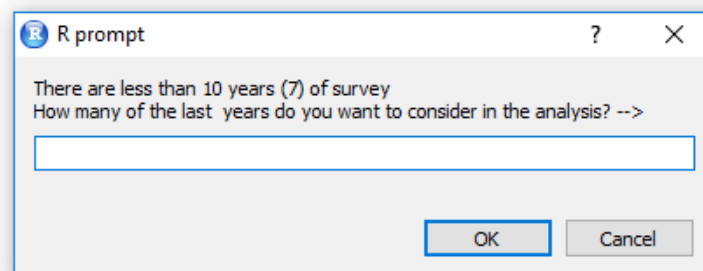 R R prompt ? X
There are less than 10 years (7) of survey
How many of the last  years do you want to consider in the analysis? -->
OK Cancel